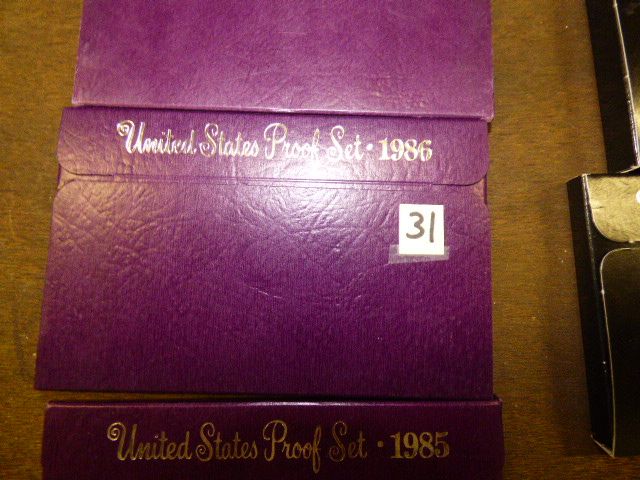 United States Proof Set · 1986
31
United States Proof Set · 1985